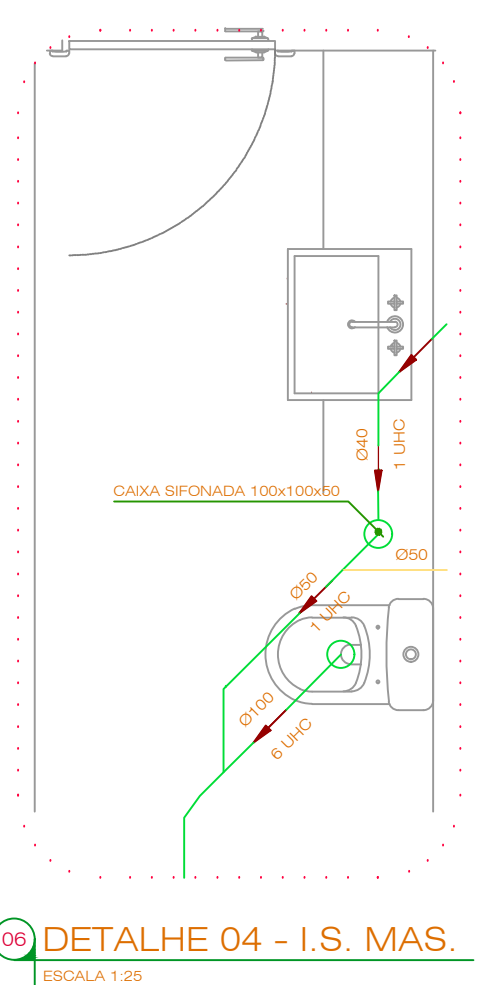 Ø40
1 UHC
CAIXA SIFONADA 100x100x50
Ø50
Ø50
1 UHC
Ø100
6 UHC
06
DETALHE 04 - I.S. MAS.
ESCALA 1:25